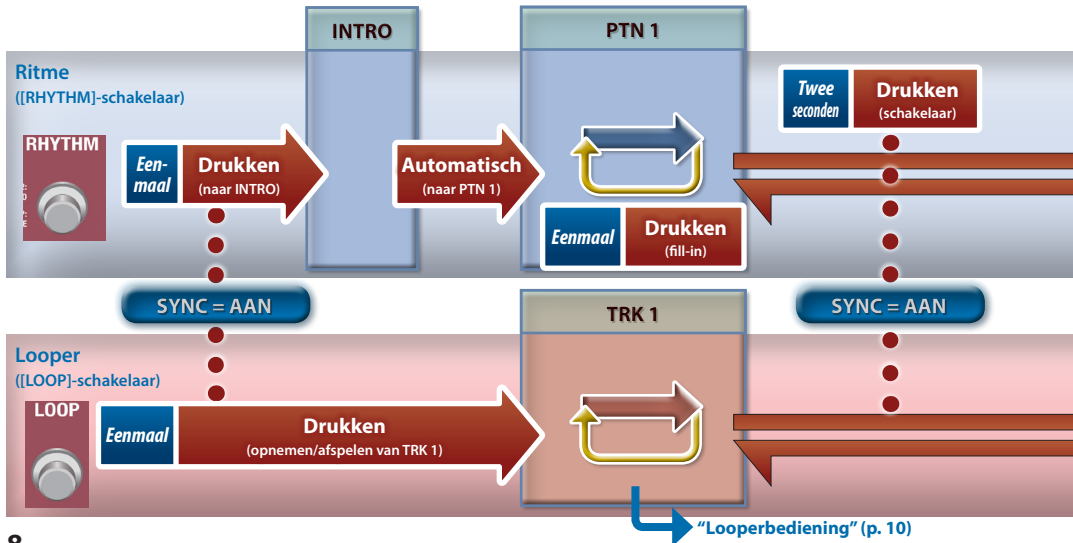 INTRO
PTN 1
Ritme
([RHYTHM]-schakelaar)
RHYTHM
Een-
maal
Drukken
(naar INTRO)
Automatisch
(naar PTN 1)
Eenmaal
Drukken
(fill-in)
Twee
seconden
Drukken
(schakelaar)
SYNC = AAN
SYNC = AAN
TRK 1
Looper
([LOOP]-schakelaar)
LOOP
Eenmaal
Drukken
(opnemen/afspelen van TRK 1)
“Looperbediening” (p. 10)
8